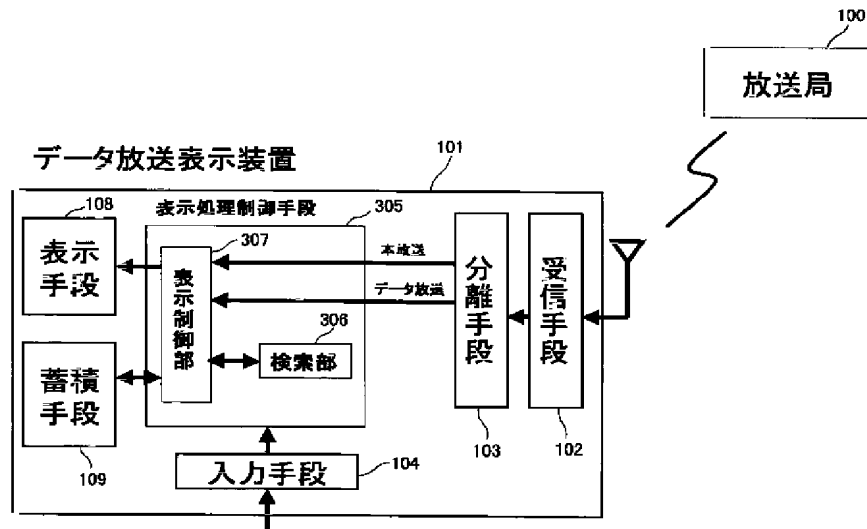 100
放送局
データ放送表示装置
101
108
表示処理制御手段
305
表示
手段
307
本放送
データ放送
表示制御部
306
検索部
分離手段
受信手段
蓄積
手段
109
103
102
入力手段
104